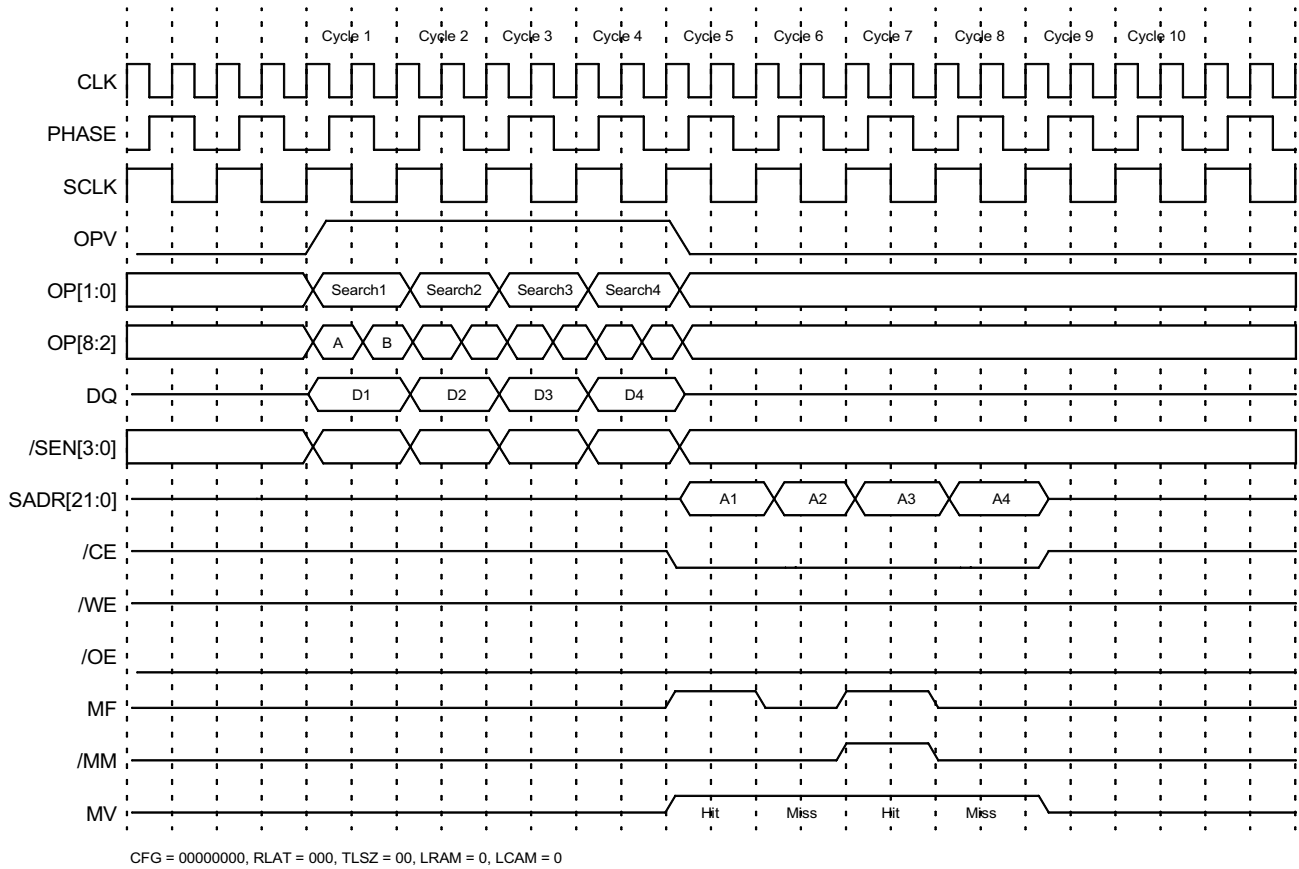 Cycle 1 Cycle 2 Cycle 3 Cycle 4 Cycle 5 Cycle 6 Cycle 7 Cycle 8 Cycle 9 Cycle 10
CLK
PHASE
SCLK
OPV
OP[1:0] Search1 Search2 Search3 Search4
OP[8:2] A B
DQ D1 D2 D3 D4
/SEN[3:0]
SADR[21:0] A1 A2 A3 A4
/CE
/WE
/OE
MF
/MM
MV Hit Miss Hit Miss
CFG = 00000000, RLAT = 000, TLSZ = 00, LRAM = 0, LCAM = 0